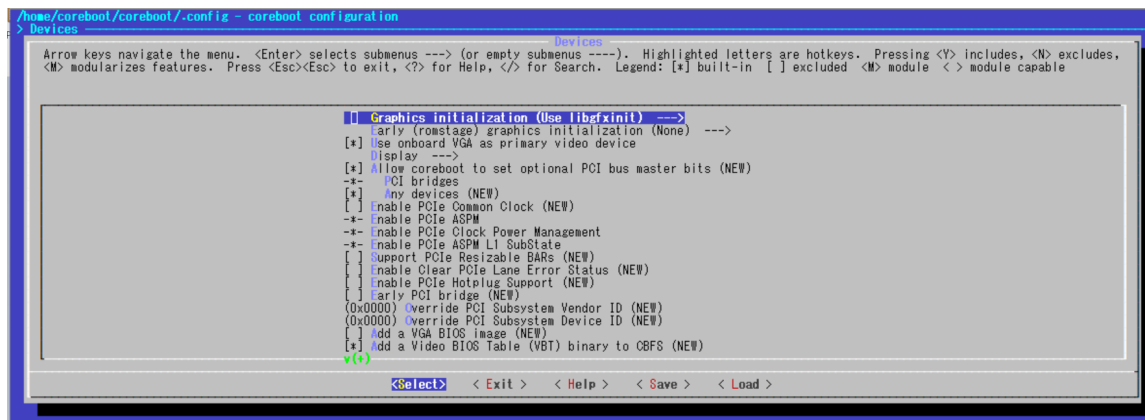 /home/coreboot/coreboot/.config - coreboot configuration
> Devices
Devices
Arrow keys navigate the menu. <Enter> selects submenus ---> (or empty submenus ----). Highlighted letters are hotkeys. Pressing <Y> includes, <N> excludes,
<M> modularizes features. Press <Esc><Esc> to exit, <?> for Help, </> for Search. Legend: [*] built-in [ ] excluded <M> module < > module capable
[ ] Graphics initialization (Use libgfxinit) --->
Early (romstage) graphics initialization (None) --->
[*] Use onboard VGA as primary video device
Display --->
[*] Allow coreboot to set optional PCI bus master bits (NEW)
-*- PCI bridges
[*] Any devices (NEW)
[ ] Enable PCIe Common Clock (NEW)
-*- Enable PCIe ASPM
-*- Enable PCIe Clock Power Management
-*- Enable PCIe ASPM L1 SubState
[ ] Support PCIe Resizable BARs (NEW)
[ ] Enable Clear PCIe Lane Error Status (NEW)
[ ] Enable PCIe Hotplug Support (NEW)
[ ] Early PCI bridge (NEW)
(0x0000) Override PCI Subsystem Vendor ID (NEW)
(0x0000) Override PCI Subsystem Device ID (NEW)
[ ] Add a VGA BIOS image (NEW)
[*] Add a Video BIOS Table (VBT) binary to CBFS (NEW)
v(+)
<Select> < Exit > < Help > < Save > < Load >